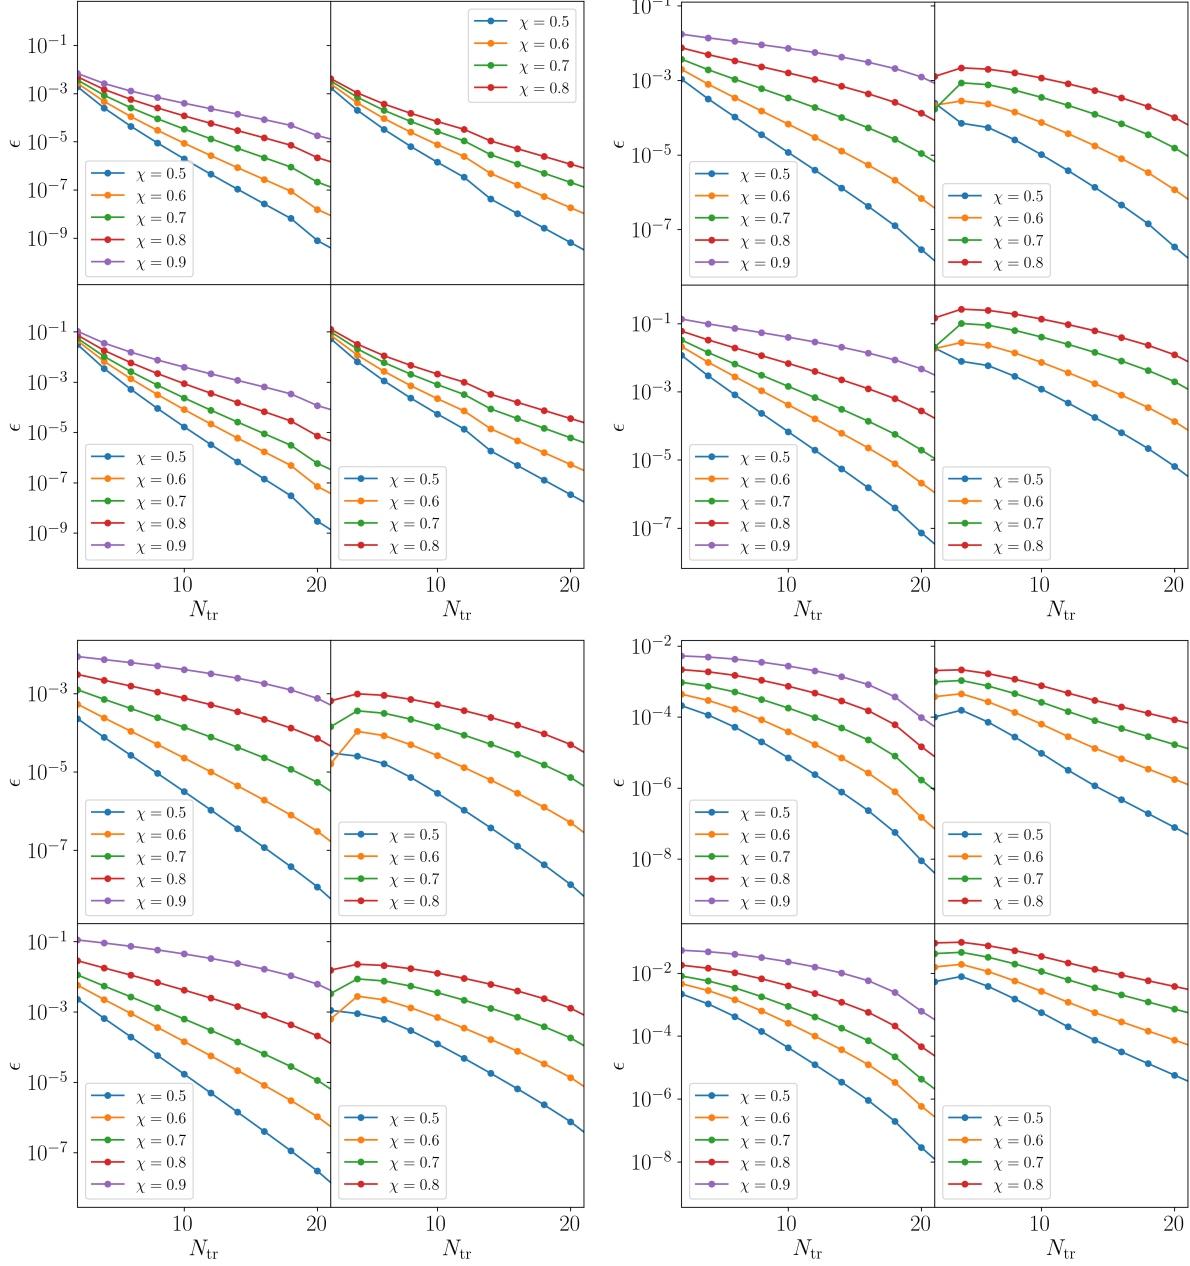 10⁻¹
10⁻³
10⁻⁵
10⁻⁷
10⁻⁹
ϵ
χ = 0.5
χ = 0.6
χ = 0.7
χ = 0.8
χ = 0.9
χ = 0.5
χ = 0.6
χ = 0.7
χ = 0.8
10⁻¹
10⁻³
10⁻⁵
10⁻⁷
10⁻⁹
ϵ
χ = 0.5
χ = 0.6
χ = 0.7
χ = 0.8
χ = 0.9
χ = 0.5
χ = 0.6
χ = 0.7
χ = 0.8
10 20 10 20
N_tr N_tr
10⁻¹
10⁻³
10⁻⁵
10⁻⁷
ϵ
χ = 0.5
χ = 0.6
χ = 0.7
χ = 0.8
χ = 0.9
χ = 0.5
χ = 0.6
χ = 0.7
χ = 0.8
10⁻¹
10⁻³
10⁻⁵
10⁻⁷
ϵ
χ = 0.5
χ = 0.6
χ = 0.7
χ = 0.8
χ = 0.9
χ = 0.5
χ = 0.6
χ = 0.7
χ = 0.8
10 20 10 20
N_tr N_tr
10⁻³
10⁻⁵
10⁻⁷
ϵ
χ = 0.5
χ = 0.6
χ = 0.7
χ = 0.8
χ = 0.9
χ = 0.5
χ = 0.6
χ = 0.7
χ = 0.8
10⁻¹
10⁻³
10⁻⁵
10⁻⁷
ϵ
χ = 0.5
χ = 0.6
χ = 0.7
χ = 0.8
χ = 0.9
χ = 0.5
χ = 0.6
χ = 0.7
χ = 0.8
10 20 10 20
N_tr N_tr
10⁻²
10⁻⁴
10⁻⁶
10⁻⁸
ϵ
χ = 0.5
χ = 0.6
χ = 0.7
χ = 0.8
χ = 0.9
χ = 0.5
χ = 0.6
χ = 0.7
χ = 0.8
10⁻²
10⁻⁴
10⁻⁶
10⁻⁸
ϵ
χ = 0.5
χ = 0.6
χ = 0.7
χ = 0.8
χ = 0.9
χ = 0.5
χ = 0.6
χ = 0.7
χ = 0.8
10 20 10 20
N_tr N_tr